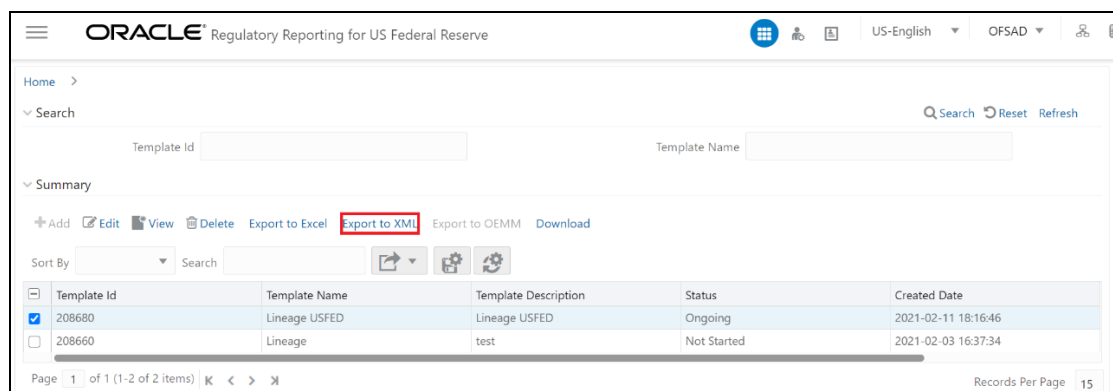 ORACLE® Regulatory Reporting for US Federal Reserve US-English OFSAD
Home >
Search Search Reset Refresh
Template Id Template Name
Summary
Add Edit View Delete Export to Excel Export to XML Export to OEMM Download
Sort By Search
Template Id Template Name Template Description Status Created Date
208680 Lineage USFED Lineage USFED Ongoing 2021-02-11 18:16:46
208660 Lineage test Not Started 2021-02-03 16:37:34
Page 1 of 1 (1-2 of 2 items) Records Per Page 15